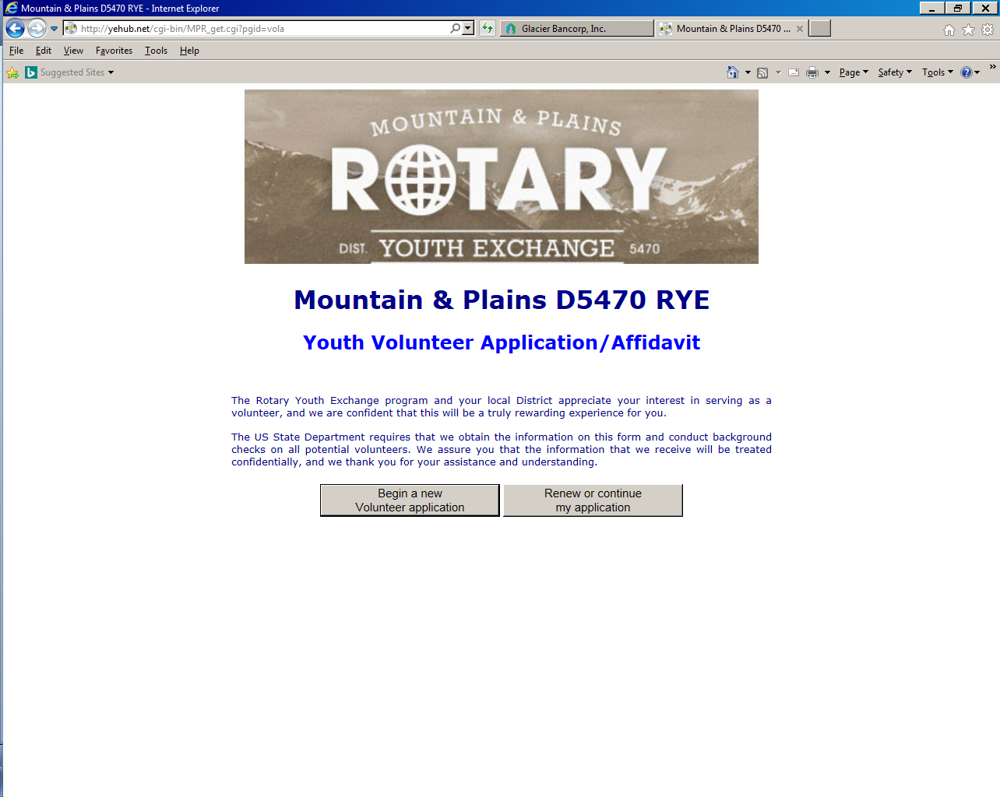 Mountain & Plains D5470 RYE - Internet Explorer
http://yehub.net/cgi-bin/MPR_get.cgi?pgid=vola
Glacier Bancorp, Inc.
Mountain & Plains D5470 ...
File Edit View Favorites Tools Help
Suggested Sites
Page Safety Tools
MOUNTAIN & PLAINS
ROTARY
DIST. YOUTH EXCHANGE 5470
Mountain & Plains D5470 RYE
Youth Volunteer Application/Affidavit
The Rotary Youth Exchange program and your local District appreciate your interest in serving as a
volunteer, and we are confident that this will be a truly rewarding experience for you.
The US State Department requires that we obtain the information on this form and conduct background
checks on all potential volunteers. We assure you that the information that we receive will be treated
confidentially, and we thank you for your assistance and understanding.
Begin a new
Volunteer application
Renew or continue
my application